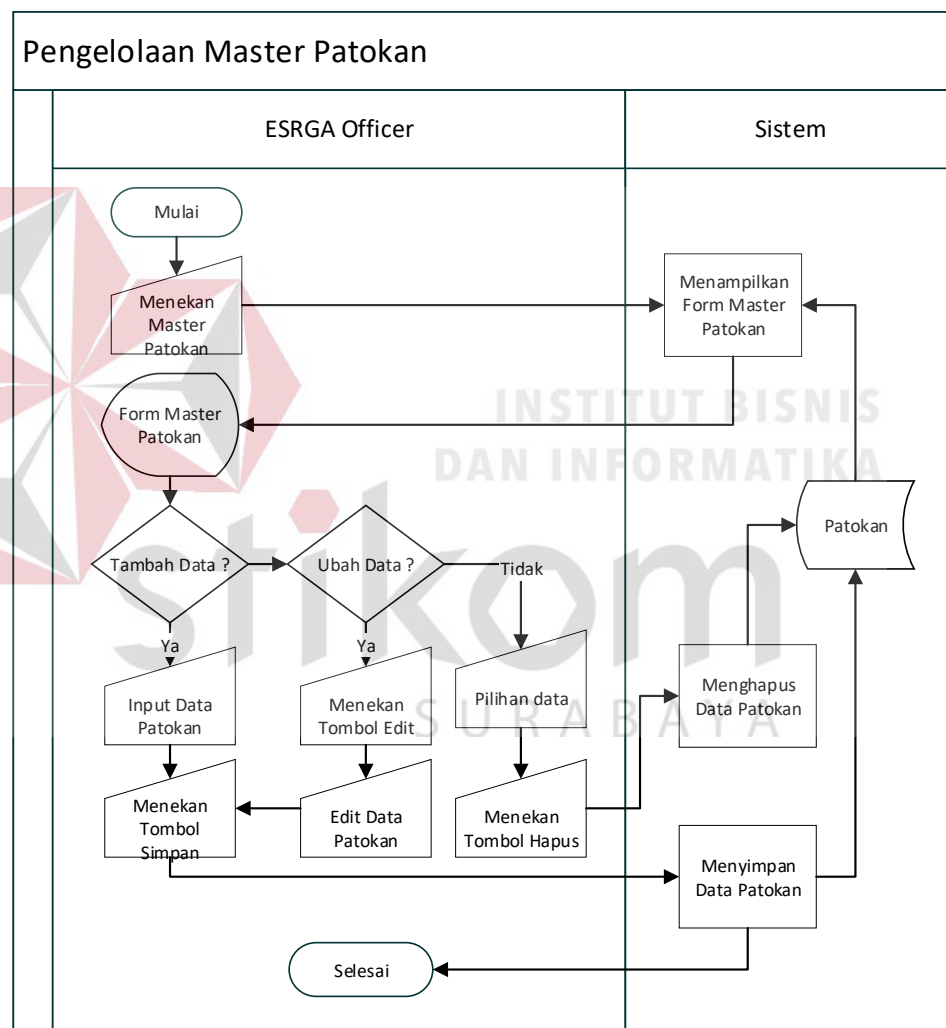 Pengelolaan Master Patokan
ESRGA Officer
Sistem
Mulai
Menekan
Master
Patokan
Menampilkan
Form Master
Patokan
Form Master
Patokan
INSTITUT BISNIS
DAN INFORMATIKA
Patokan
Tambah Data ?
Ubah Data ?
Tidak
stikom
Ya
Ya
Input Data
Patokan
Menekan
Tombol Edit
Pilihan data
Menghapus
Data Patokan
SURABAYA
Menekan
Tombol
Simpan
Edit Data
Patokan
Menekan
Tombol Hapus
Menyimpan
Data Patokan
Selesai